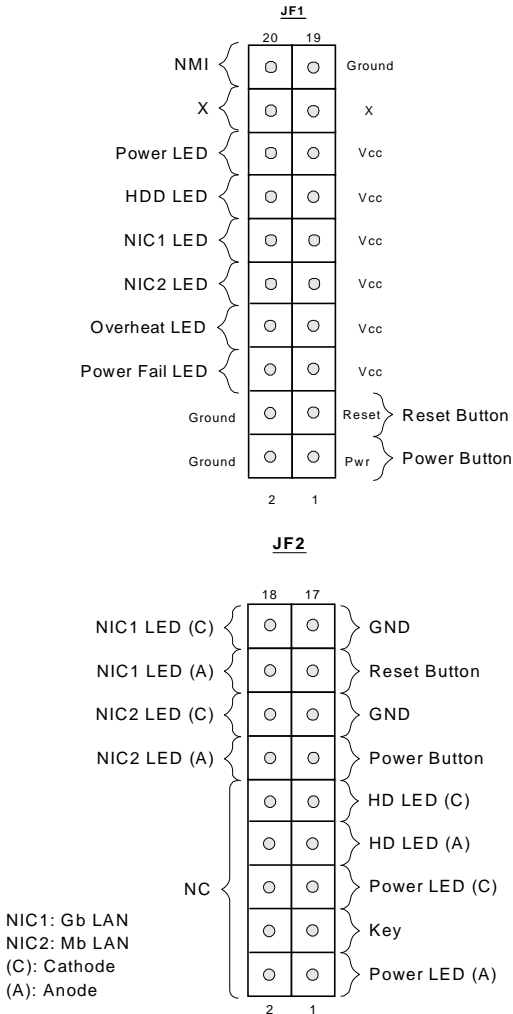 JF1
20 19
NMI Ground
X X
Power LED Vcc
HDD LED Vcc
NIC1 LED Vcc
NIC2 LED Vcc
Overheat LED Vcc
Power Fail LED Vcc
Ground Reset Reset Button
Ground Pwr Power Button
2 1
JF2
18 17
NIC1 LED (C) GND
NIC1 LED (A) Reset Button
NIC2 LED (C) GND
NIC2 LED (A) Power Button
HD LED (C)
HD LED (A)
NC Power LED (C)
Key
Power LED (A)
NIC1: Gb LAN
NIC2: Mb LAN
(C): Cathode
(A): Anode
2 1